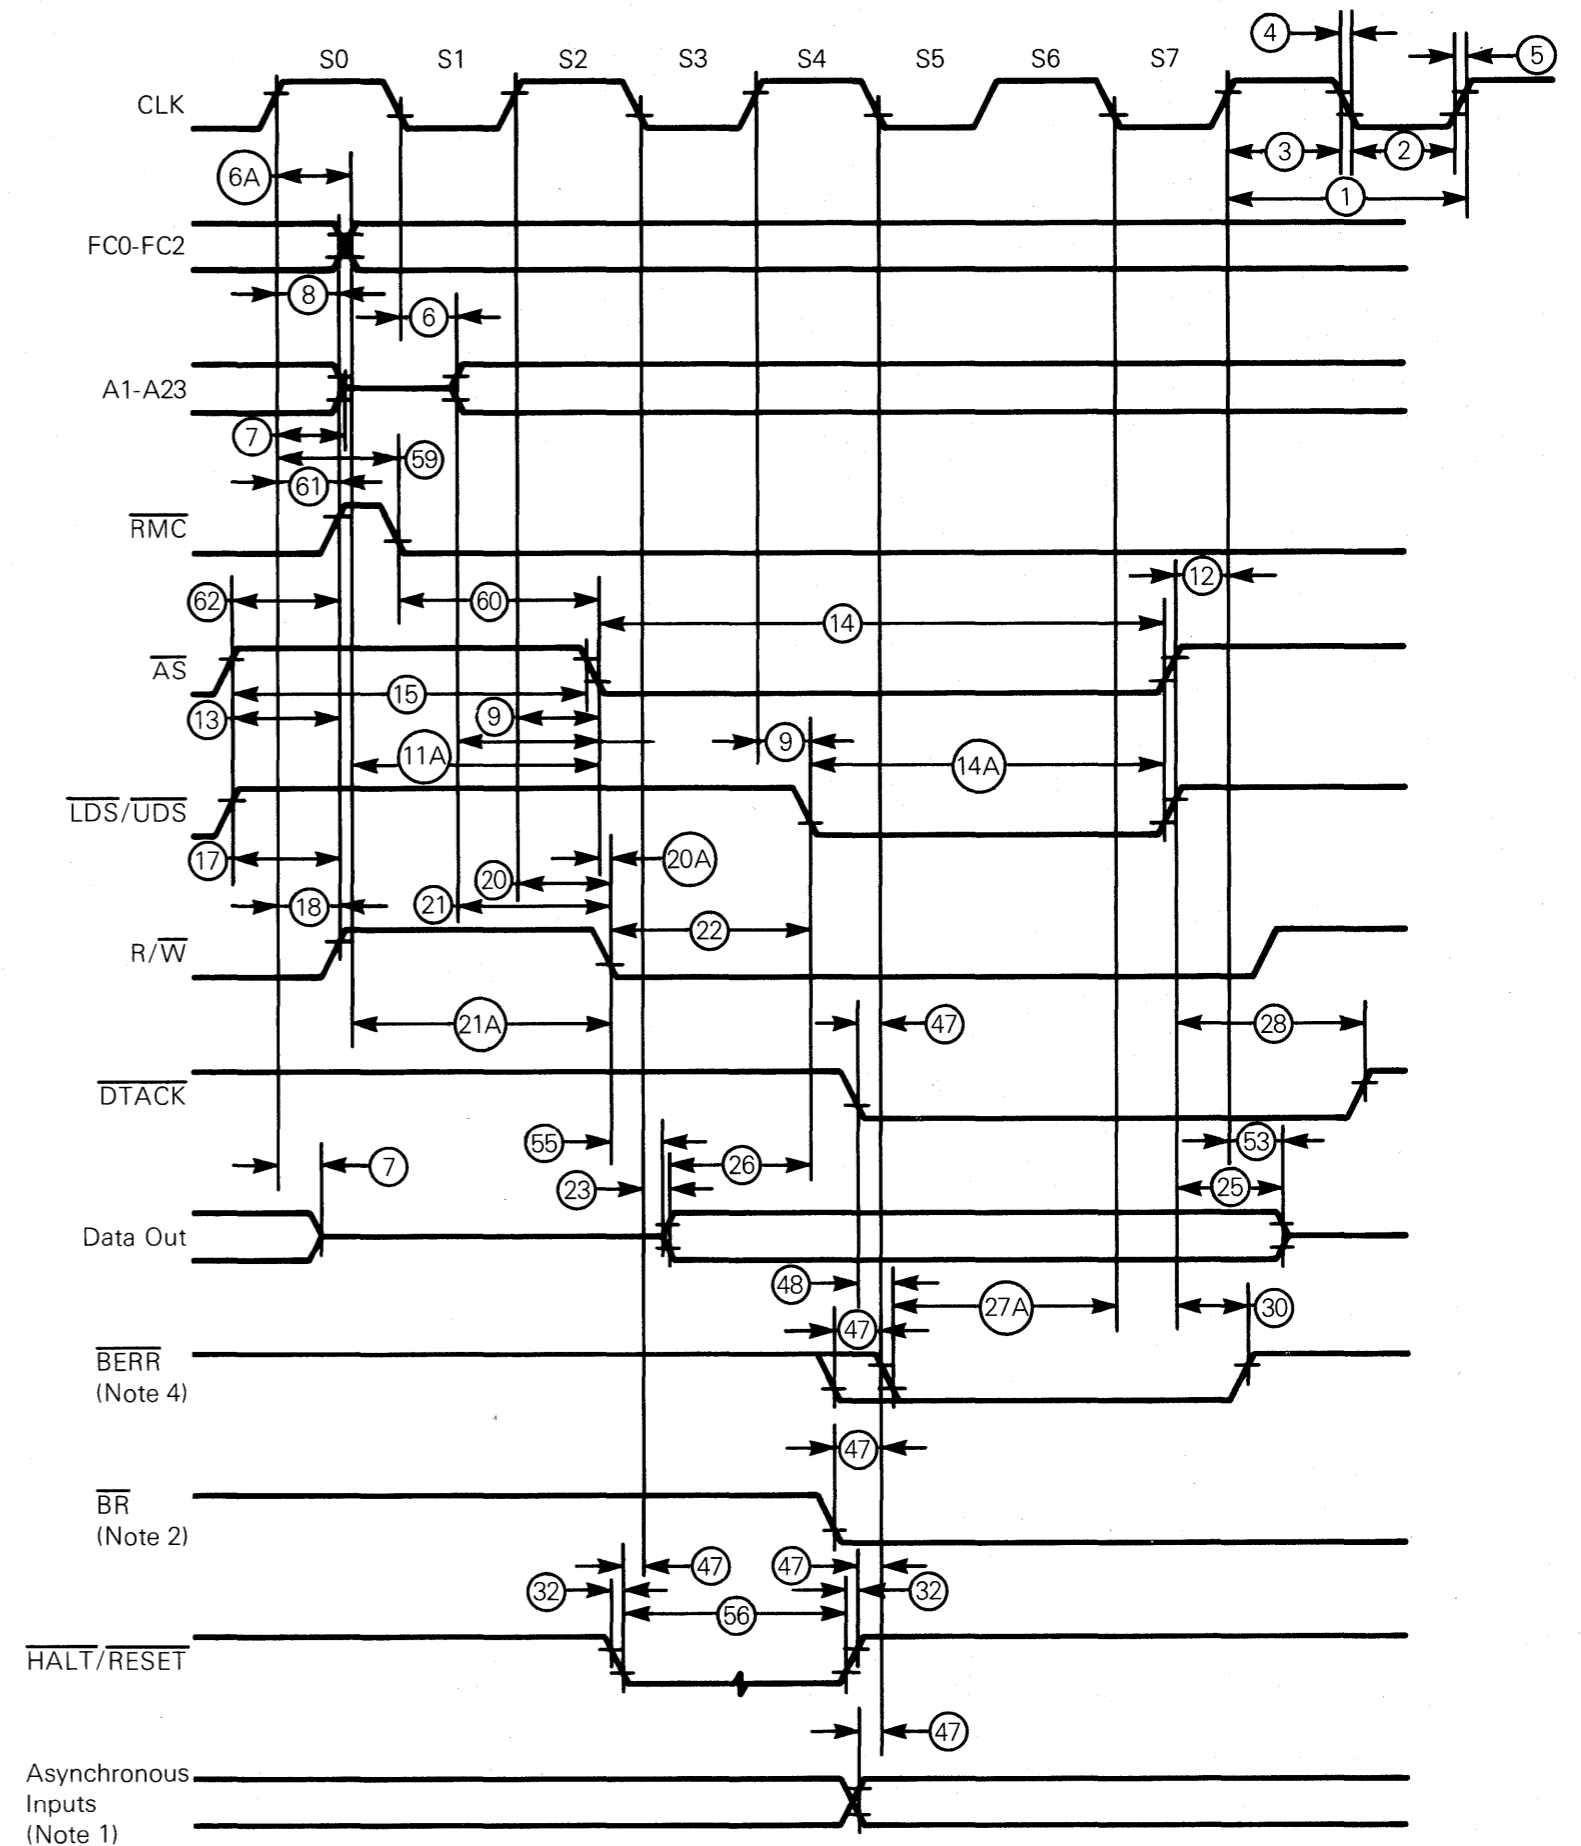 4
5
S0 S1 S2 S3 S4 S5 S6 S7
CLK
3 2
6A
1
FC0-FC2
8
6
A1-A23
7
59
61
RMC
12
62 60
14
AS
15
13 9
9
11A 14A
LDS/UDS
17 20A
20
18 21
22
R/W
21A 47 28
DTACK
55 53
7 26
23 25
Data Out
48
27A 30
47
BERR
(Note 4)
47
BR
(Note 2)
47 47
32 32
56
HALT/RESET
47
Asynchronous
Inputs
(Note 1)